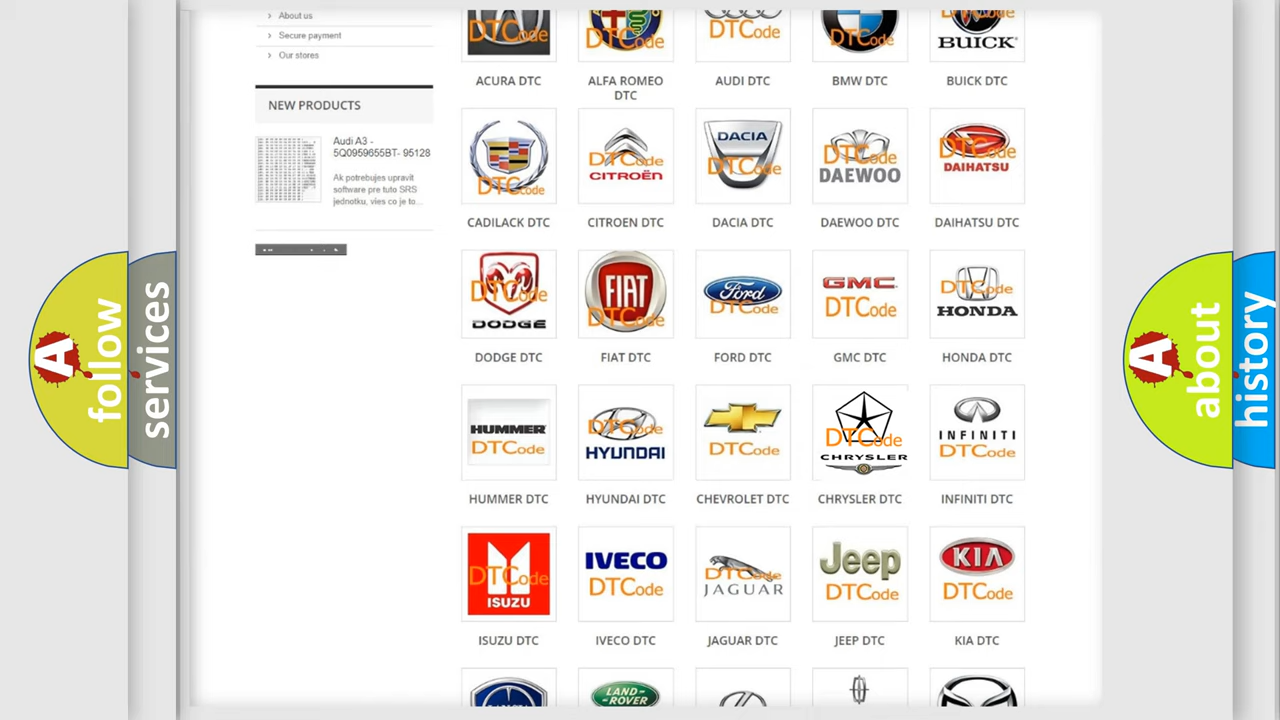 About us
Secure payment
Our stores
NEW PRODUCTS
Audi A3 -
5Q0959655BT- 95128
Ak potrebujes upravit
software pre tuto SRS
jednotku, vies co je to...
DTCode
DTCode
DTCode
DTCode
BUICK
ACURA DTC
ALFA ROMEO
DTC
AUDI DTC
BMW DTC
BUICK DTC
DTCode
DTCode
CITROËN
DACIA
DTCode
DTCode
DAEWOO
DTCode
DAIHATSU
CADILACK DTC
CITROEN DTC
DACIA DTC
DAEWOO DTC
DAIHATSU DTC
DTCode
DODGE
FIAT
DTCode
Ford
DTCode
GMC
DTCode
DTCode
HONDA
DODGE DTC
FIAT DTC
FORD DTC
GMC DTC
HONDA DTC
HUMMER
DTCode
DTCode
HYUNDAI
DTCode
DTCode
CHRYSLER
INFINITI
DTCode
HUMMER DTC
HYUNDAI DTC
CHEVROLET DTC
CHRYSLER DTC
INFINITI DTC
DTCode
ISUZU
IVECO
DTCode
DTCode
JAGUAR
Jeep
DTCode
KIA
DTCode
ISUZU DTC
IVECO DTC
JAGUAR DTC
JEEP DTC
KIA DTC
LAND-
ROVER
A
follow
services
A
about
history